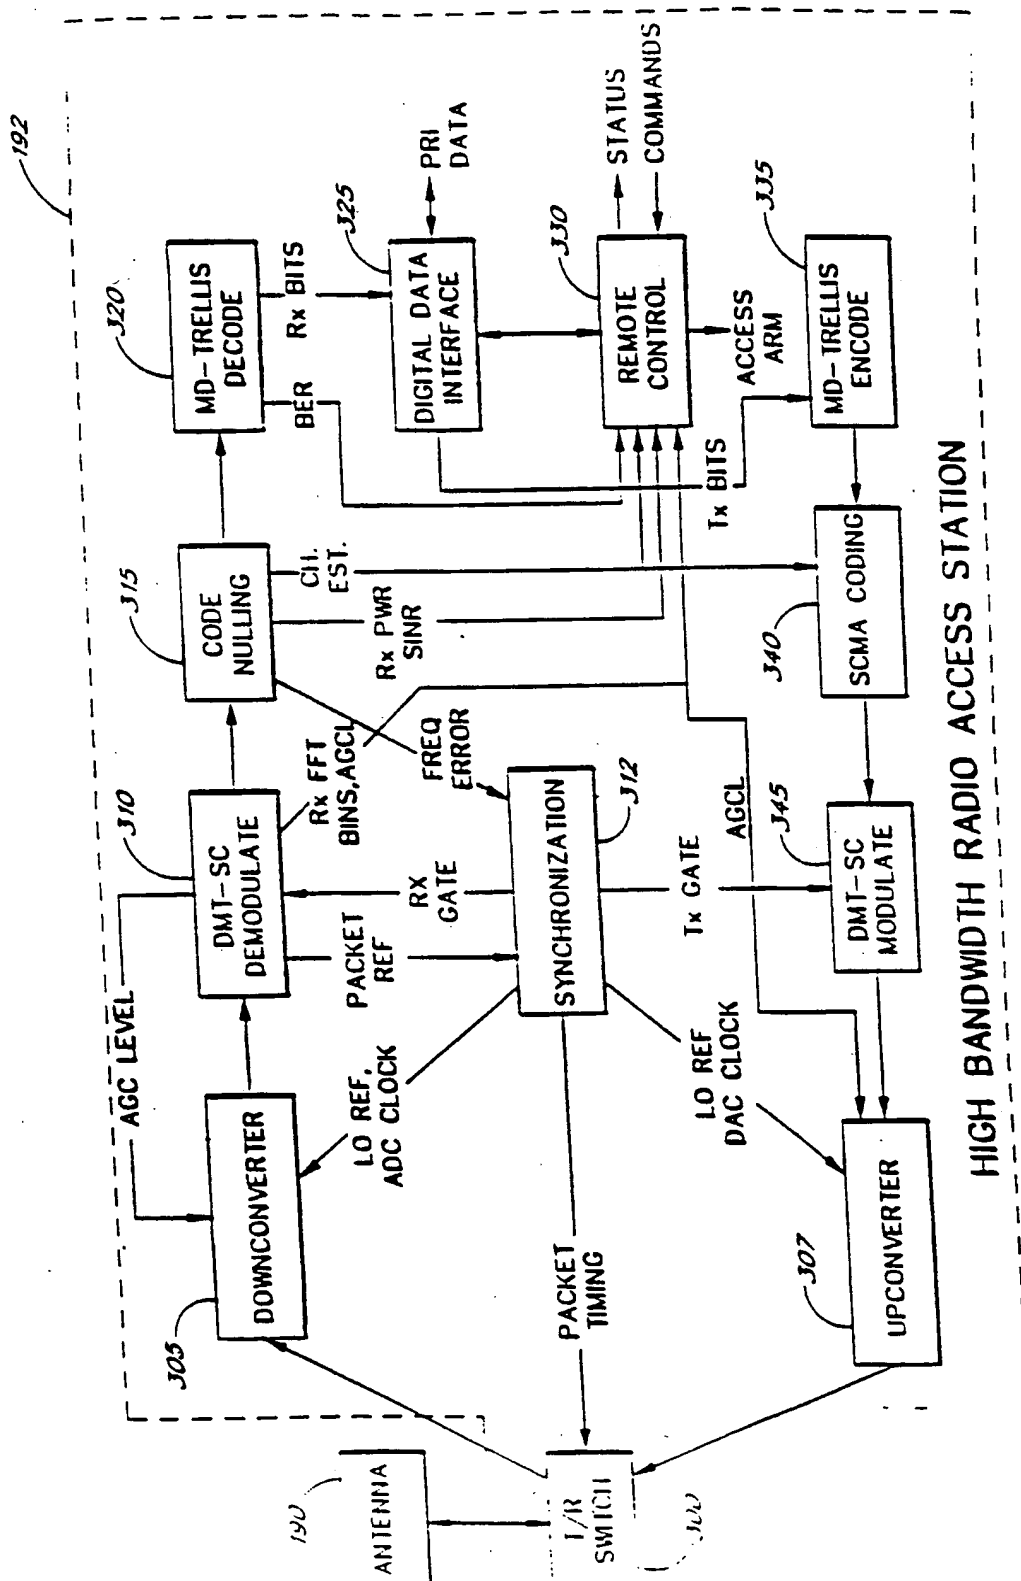 192
190
ANTENNA
T/R
SWITCH
300
305
DOWNCONVERTER
AGC LEVEL
310
DMT-SC
DEMODULATE
315
CODE
NULLING
320
MD-TRELLIS
DECODE
BER
Rx BITS
325
DIGITAL DATA
INTERFACE
PRI
DATA
330
REMOTE
CONTROL
STATUS
COMMANDS
ACCESS
ARM
335
MD-TRELLIS
ENCODE
Tx BITS
CH.
EST.
Rx PWR
SINR
Rx FFT
BINS,AGCL
FREQ
ERROR
312
SYNCHRONIZATION
RX
GATE
PACKET
REF
LO REF,
ADC CLOCK
PACKET
TIMING
LO REF
DAC CLOCK
Tx GATE
AGCL
340
SCMA CODING
345
DMT-SC
MODULATE
307
UPCONVERTER
HIGH BANDWIDTH RADIO ACCESS STATION